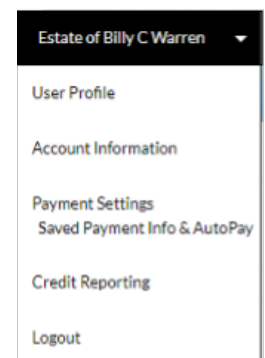 Estate of Billy C Warren
User Profile
Account Information
Payment Settings
Saved Payment Info & AutoPay
Credit Reporting
Logout